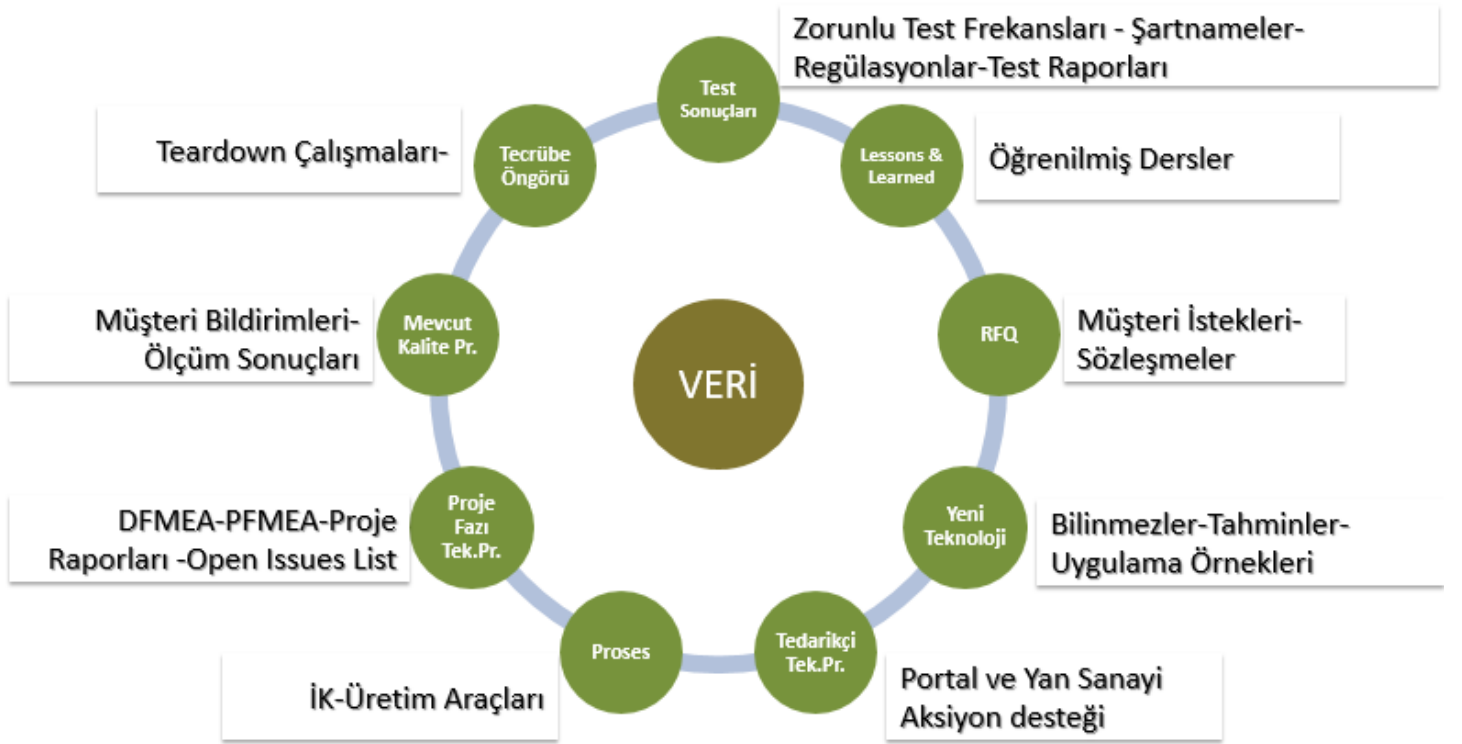 Test
Sonuçları
Zorunlu Test Frekansları - Şartnameler-
Regülasyonlar-Test Raporları
Lessons &
Learned
Öğrenilmiş Dersler
RFQ
Müşteri İstekleri-
Sözleşmeler
Yeni
Teknoloji
Bilinmezler-Tahminler-
Uygulama Örnekleri
Tedarikçi
Tek.Pr.
Portal ve Yan Sanayi
Aksiyon desteği
Proses
İK-Üretim Araçları
Proje
Fazı
Tek.Pr.
DFMEA-PFMEA-Proje
Raporları -Open Issues List
Mevcut
Kalite Pr.
Müşteri Bildirimleri-
Ölçüm Sonuçları
Tecrübe
Öngörü
Teardown Çalışmaları-
VERİ